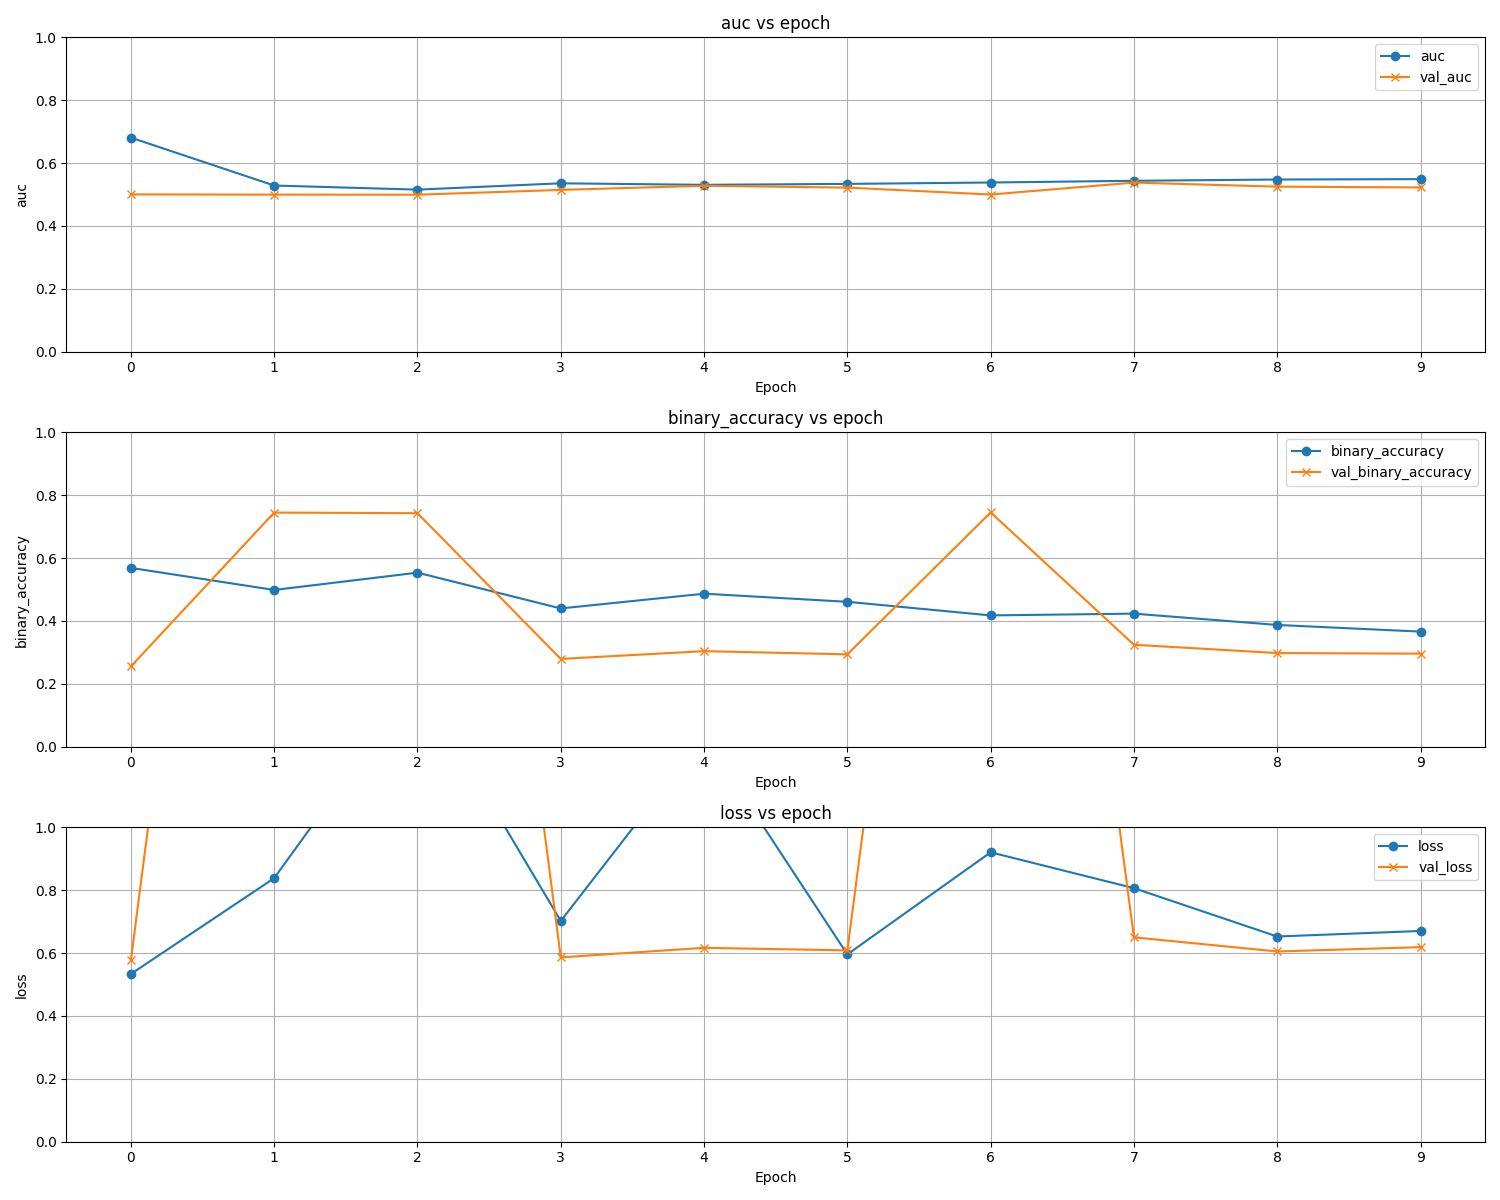 auc vs epoch
1.0
0.8
0.6
0.4
0.2
0.0
auc
auc
val_auc
0 1 2 3 4 5 6 7 8 9
Epoch
binary_accuracy vs epoch
1.0
0.8
0.6
0.4
0.2
0.0
binary_accuracy
binary_accuracy
val_binary_accuracy
0 1 2 3 4 5 6 7 8 9
Epoch
loss vs epoch
1.0
0.8
0.6
0.4
0.2
0.0
loss
loss
val_loss
0 1 2 3 4 5 6 7 8 9
Epoch